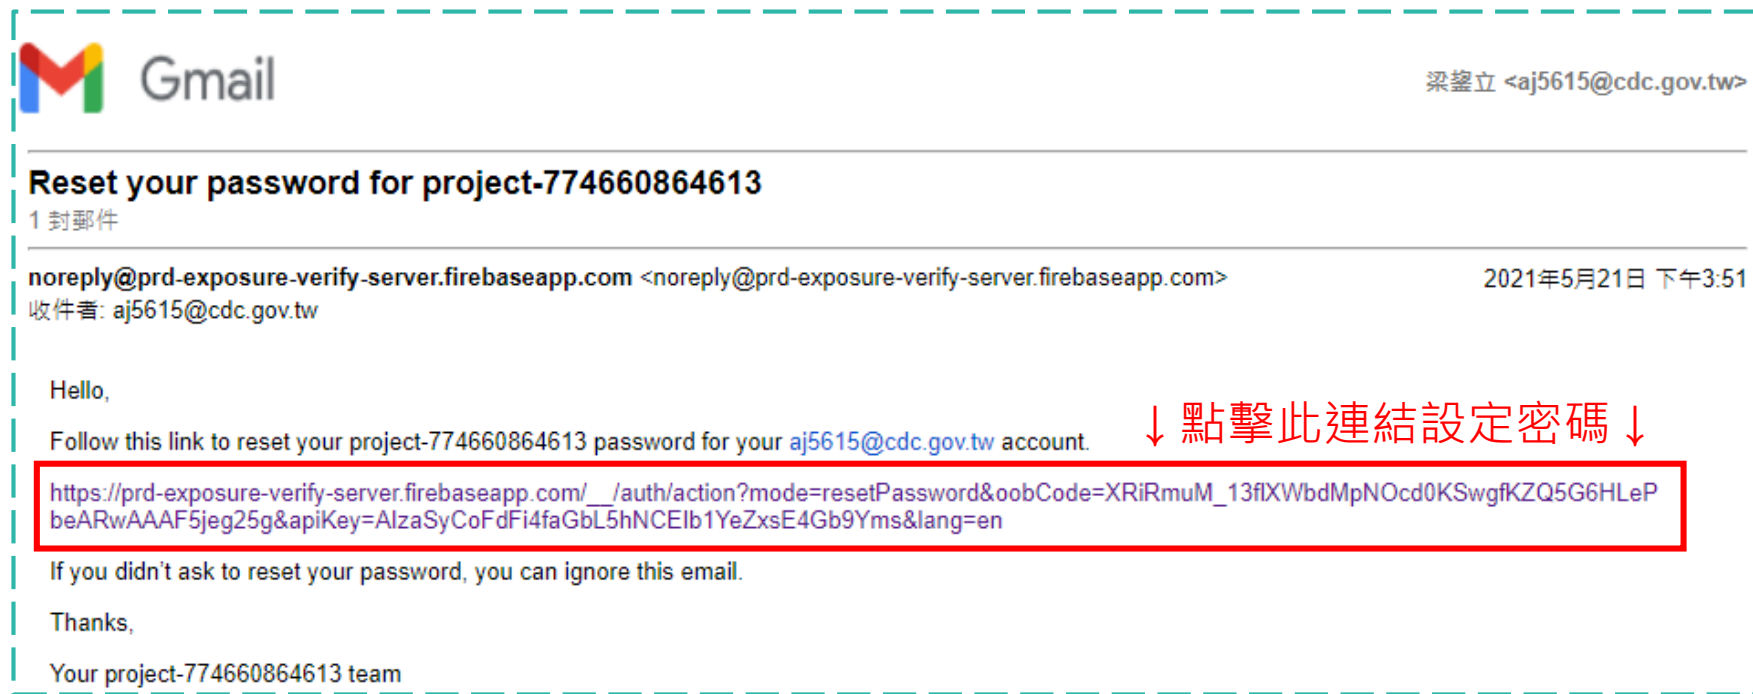 Gmail
梁鋆立 <aj5615@cdc.gov.tw>
Reset your password for project-774660864613
1 封郵件
noreply@prd-exposure-verify-server.firebaseapp.com <noreply@prd-exposure-verify-server.firebaseapp.com>
2021年5月21日 下午3:51
收件者: aj5615@cdc.gov.tw
Hello,
↓點擊此連結設定密碼↓
Follow this link to reset your project-774660864613 password for your aj5615@cdc.gov.tw account.
https://prd-exposure-verify-server.firebaseapp.com/__/auth/action?mode=resetPassword&oobCode=XRiRmuM_13flXWbdMpNOcd0KSwgfKZQ5G6HLeP
beARwAAAF5jeg25g&apiKey=AIzaSyCoFdFi4faGbL5hNCEIb1YeZxsE4Gb9Yms&lang=en
If you didn’t ask to reset your password, you can ignore this email.
Thanks,
Your project-774660864613 team